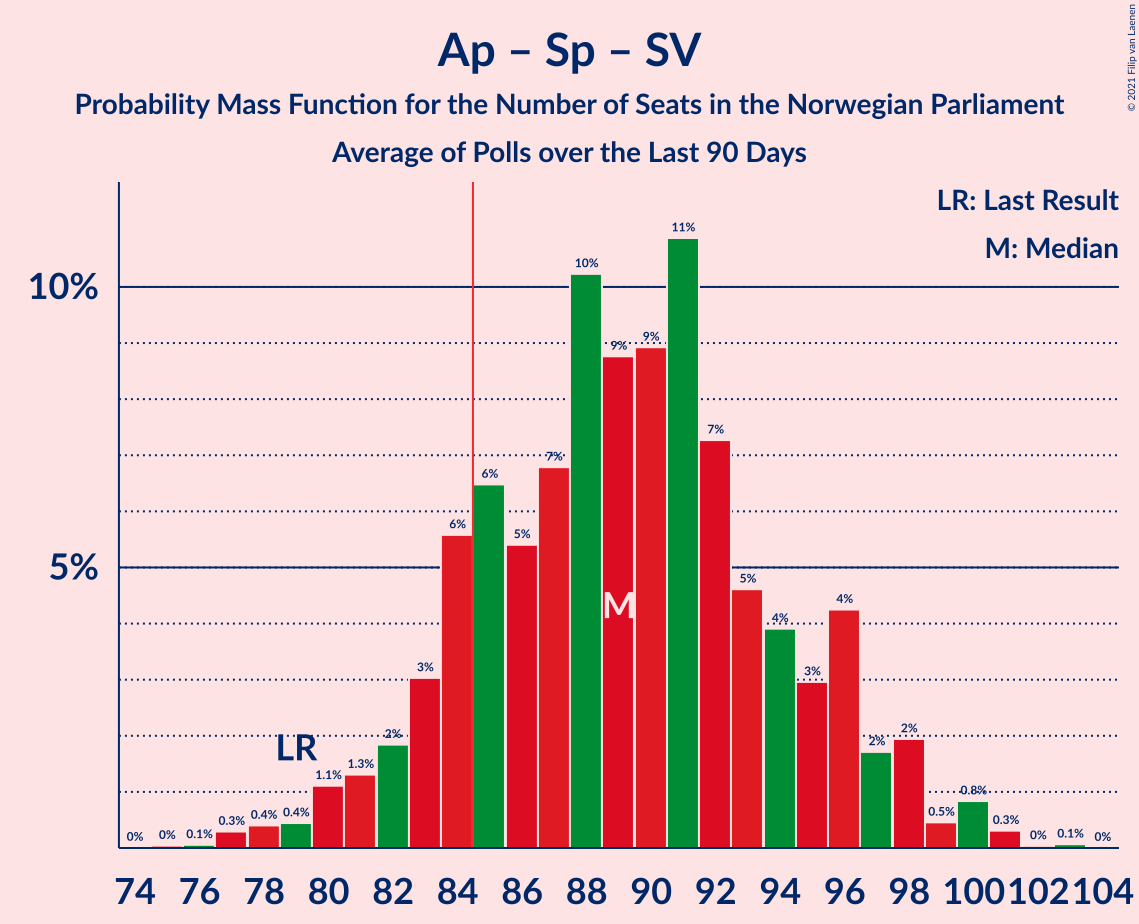 Ap – Sp – SV
Probability Mass Function for the Number of Seats in the Norwegian Parliament
Average of Polls over the Last 90 Days
© 2021 Filip van Laenen
LR: Last Result
M: Median
10%
5%
0% 0% 0.1% 0.3% 0.4% 0.4% 1.1% 1.3% 2% 3% 6% 6% 5% 7% 10% 9% 9% 11% 7% 5% 4% 3% 4% 2% 2% 0.5% 0.8% 0.3% 0% 0.1% 0%
LR
M
74 76 78 80 82 84 86 88 90 92 94 96 98 100 102 104